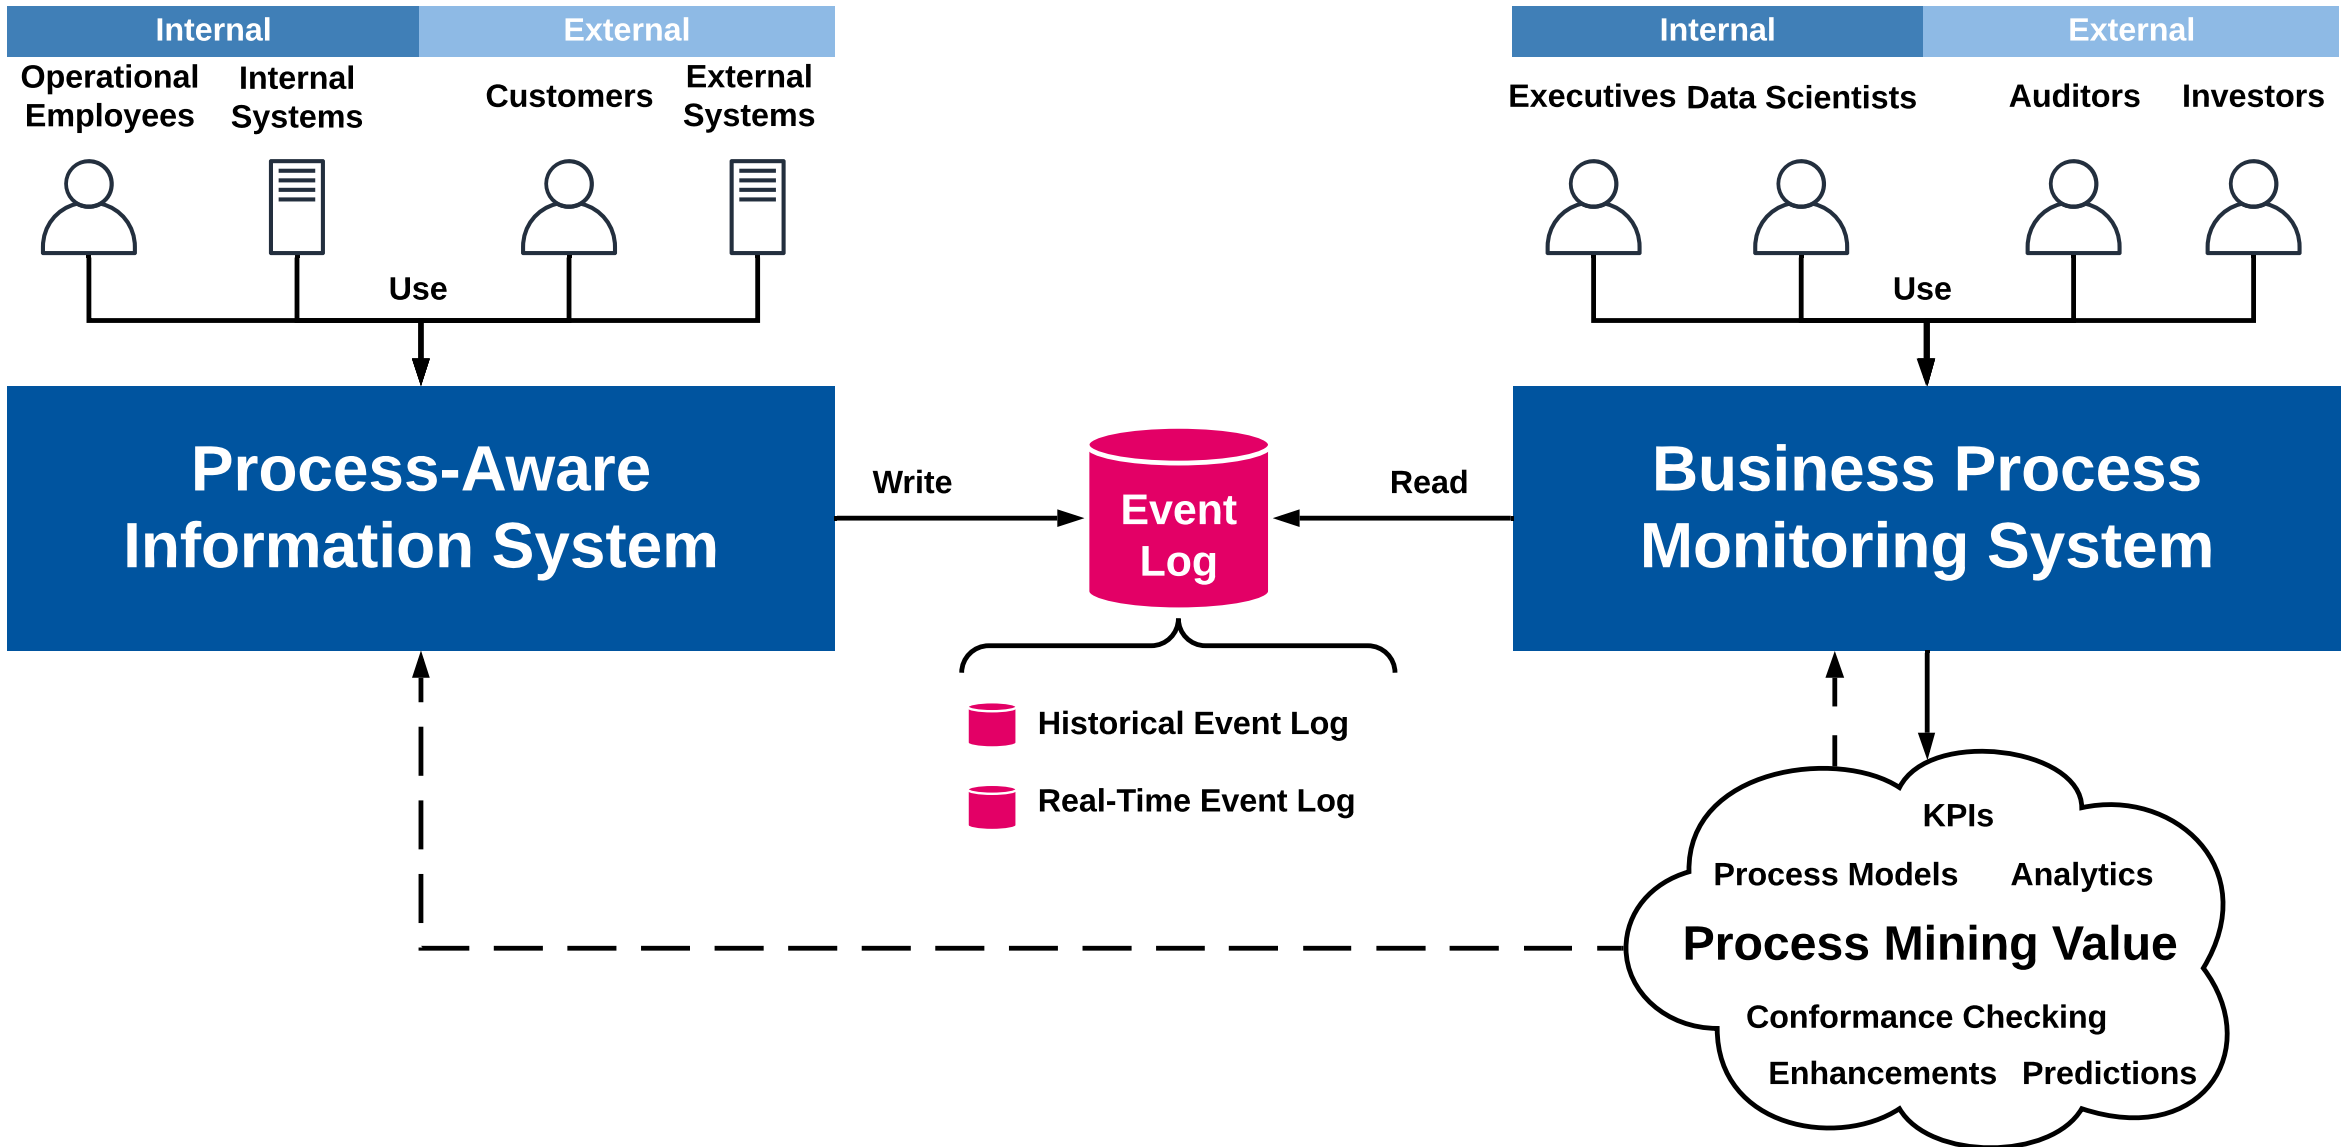 Internal
External
Operational
Employees
Internal
Systems
Customers
External
Systems
Use
Process-Aware
Information System
Write
Event
Log
Read
Historical Event Log
Real-Time Event Log
Internal
External
Executives
Data Scientists
Auditors
Investors
Use
Business Process
Monitoring System
KPIs
Process Models
Analytics
Process Mining Value
Conformance Checking
Enhancements
Predictions